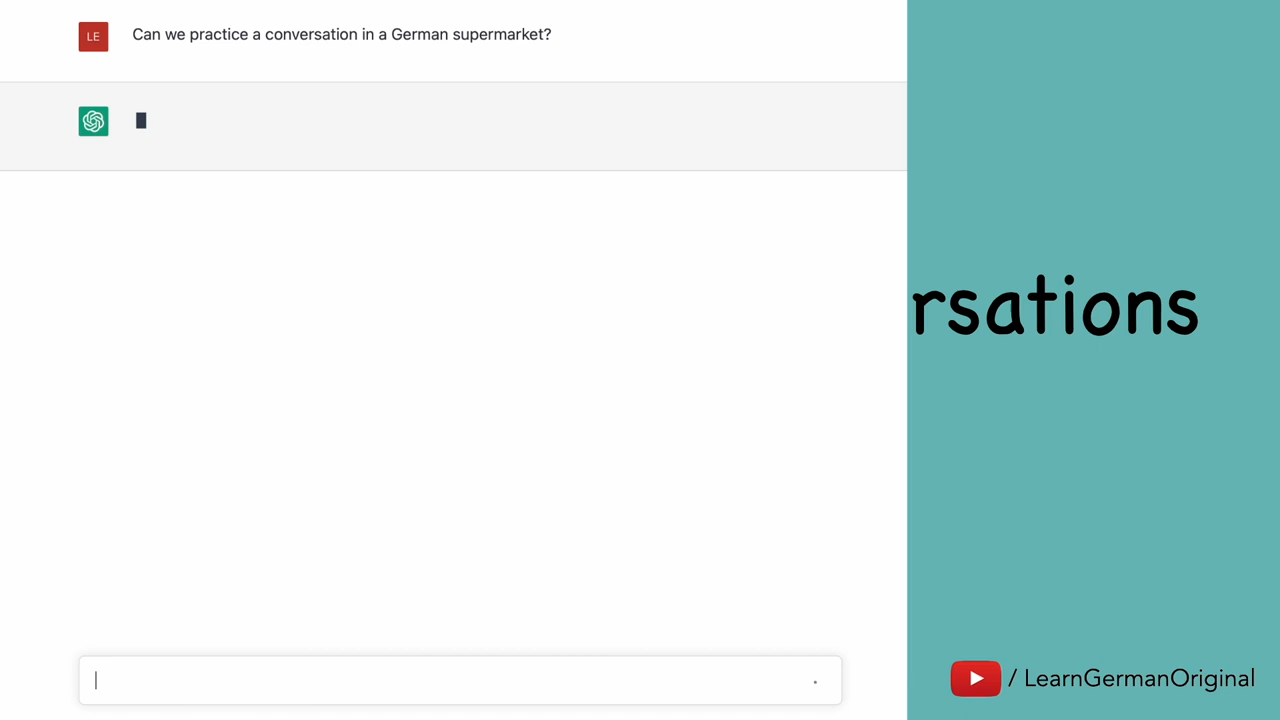 LE
Can we practice a conversation in a German supermarket?
rsations
/ LearnGermanOriginal